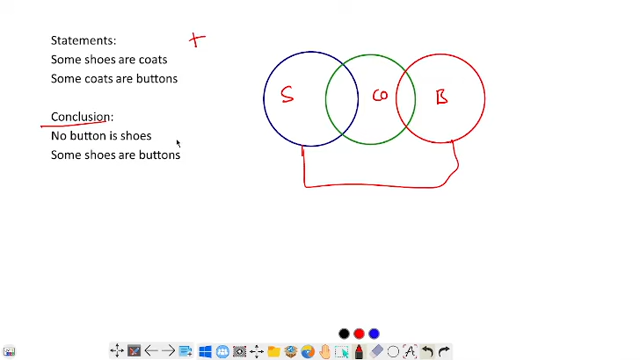 Statements:
Some shoes are coats
Some coats are buttons
Conclusion:
No button is shoes
Some shoes are buttons
+
S
CO
B